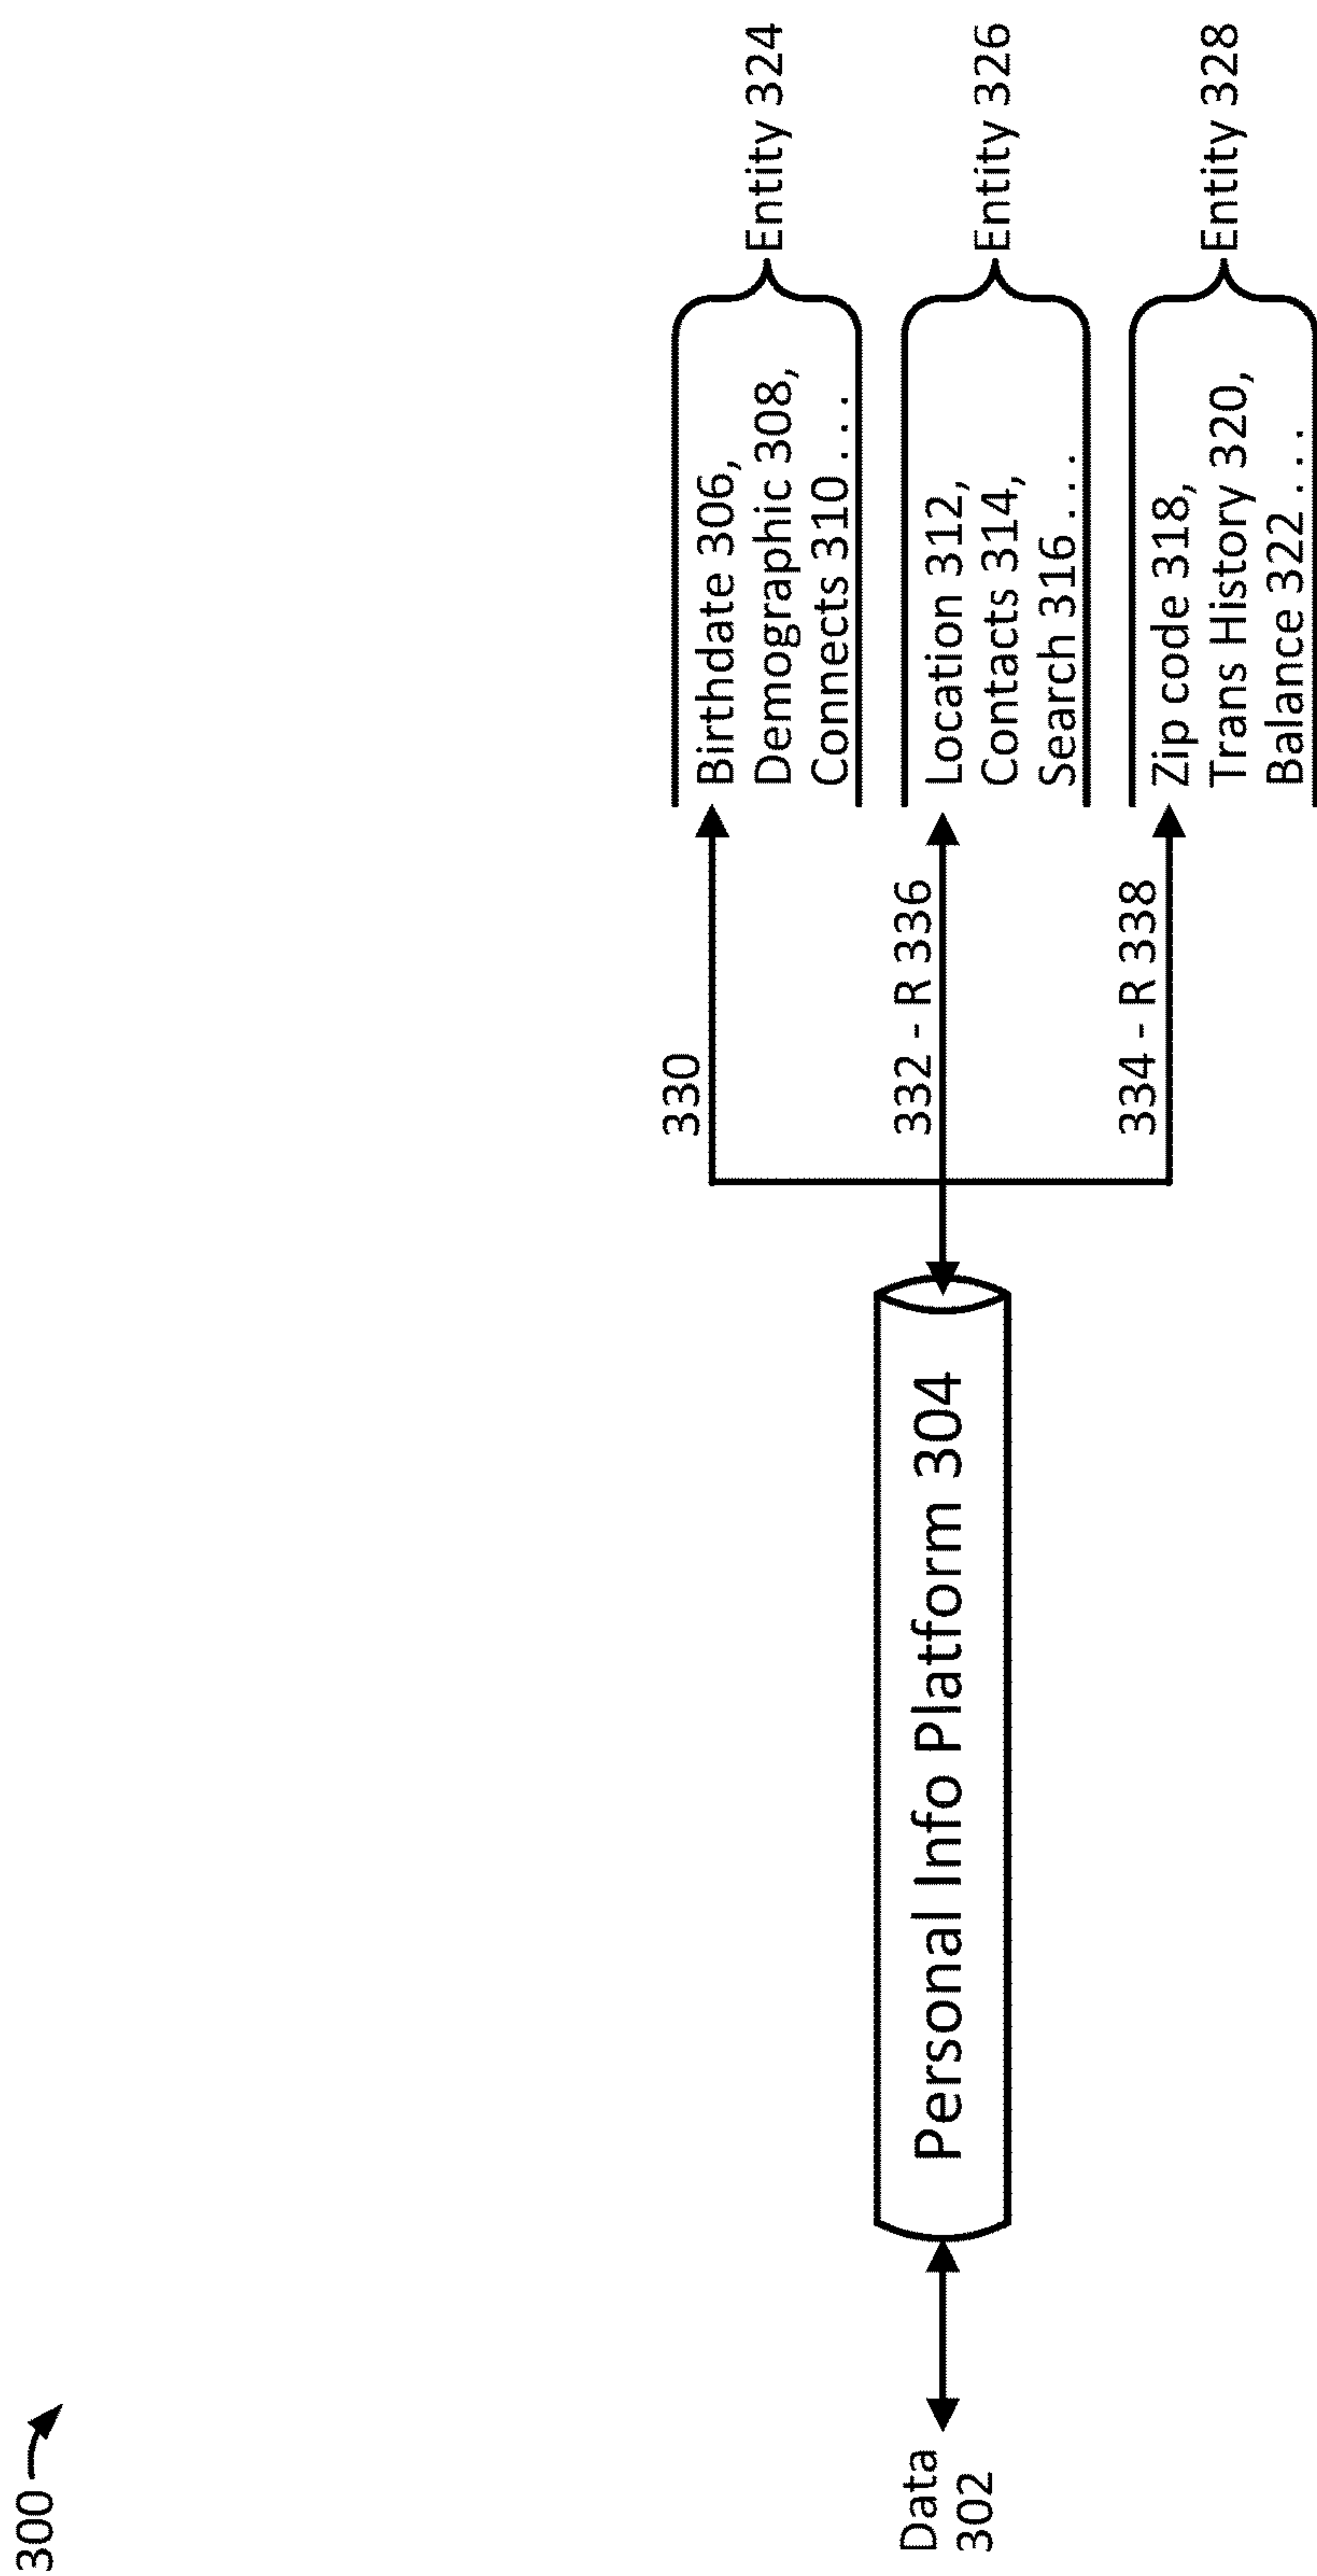 300
Data
302
Personal Info Platform 304
330
332 - R 336
334 - R 338
Birthdate 306,
Demographic 308,
Connects 310 . . . .
Entity 324
Location 312,
Contacts 314,
Search 316 . . . .
Entity 326
Zip code 318,
Trans History 320,
Balance 322 . . . .
Entity 328